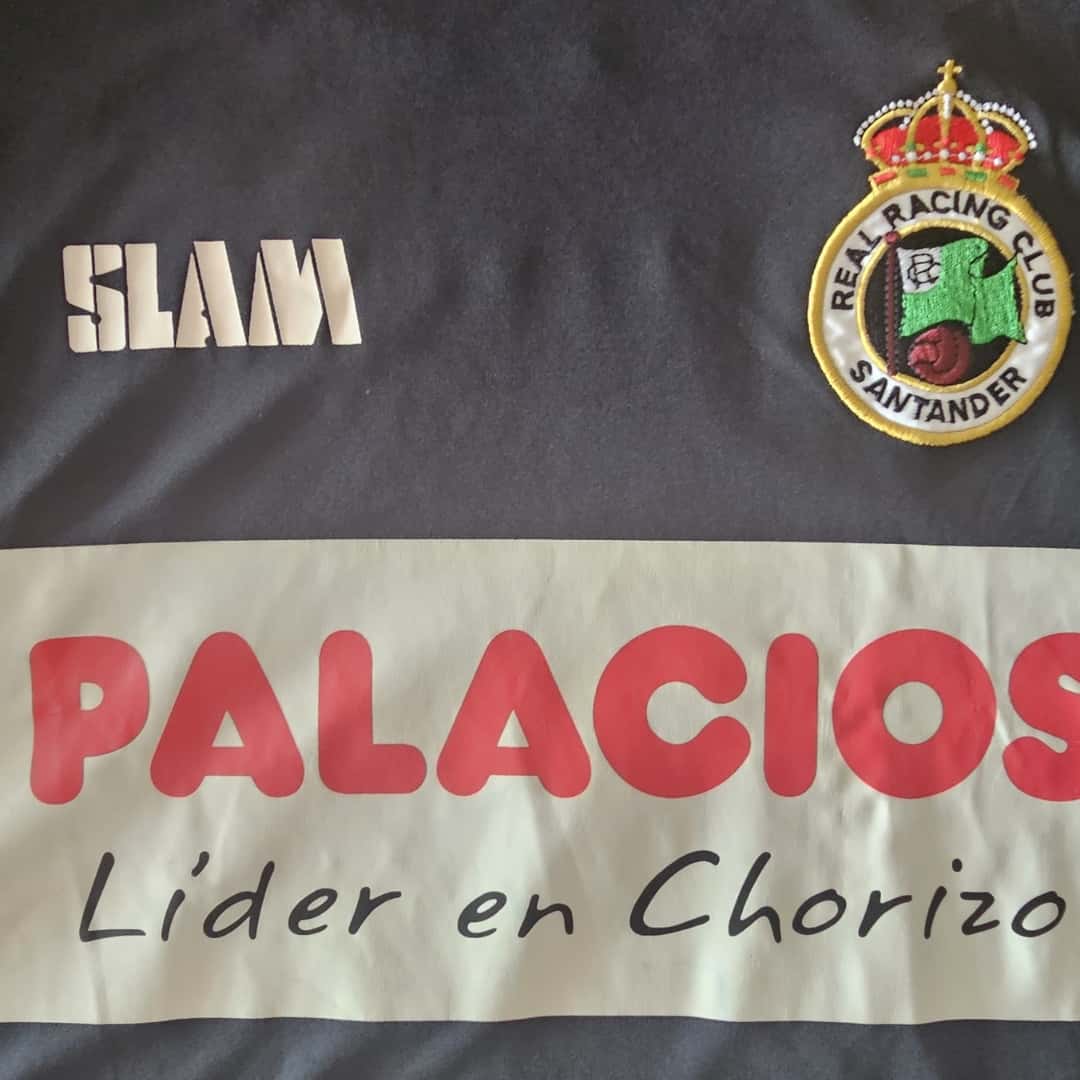 SLAM
REAL RACING CLUB
SANTANDER
PALACIOS
Líder en Chorizo